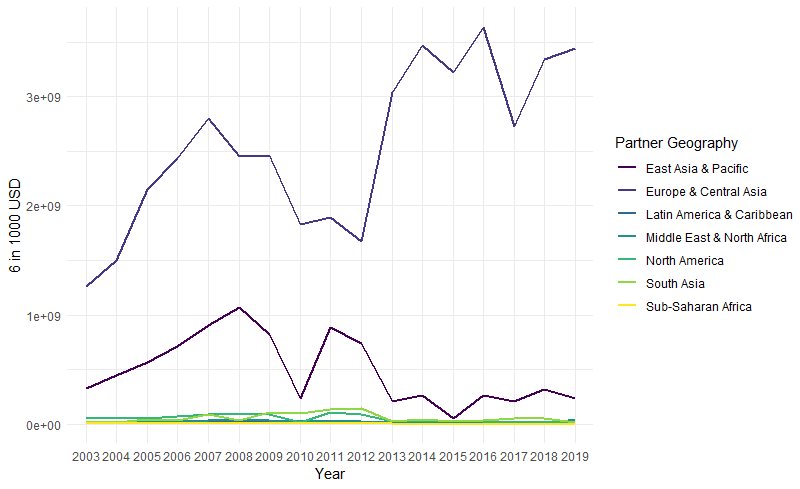 6 in 1000 USD
3e+09
2e+09
1e+09
0e+00
2003 2004 2005 2006 2007 2008 2009 2010 2011 2012 2013 2014 2015 2016 2017 2018 2019
Year
Partner Geography
East Asia & Pacific
Europe & Central Asia
Latin America & Caribbean
Middle East & North Africa
North America
South Asia
Sub-Saharan Africa